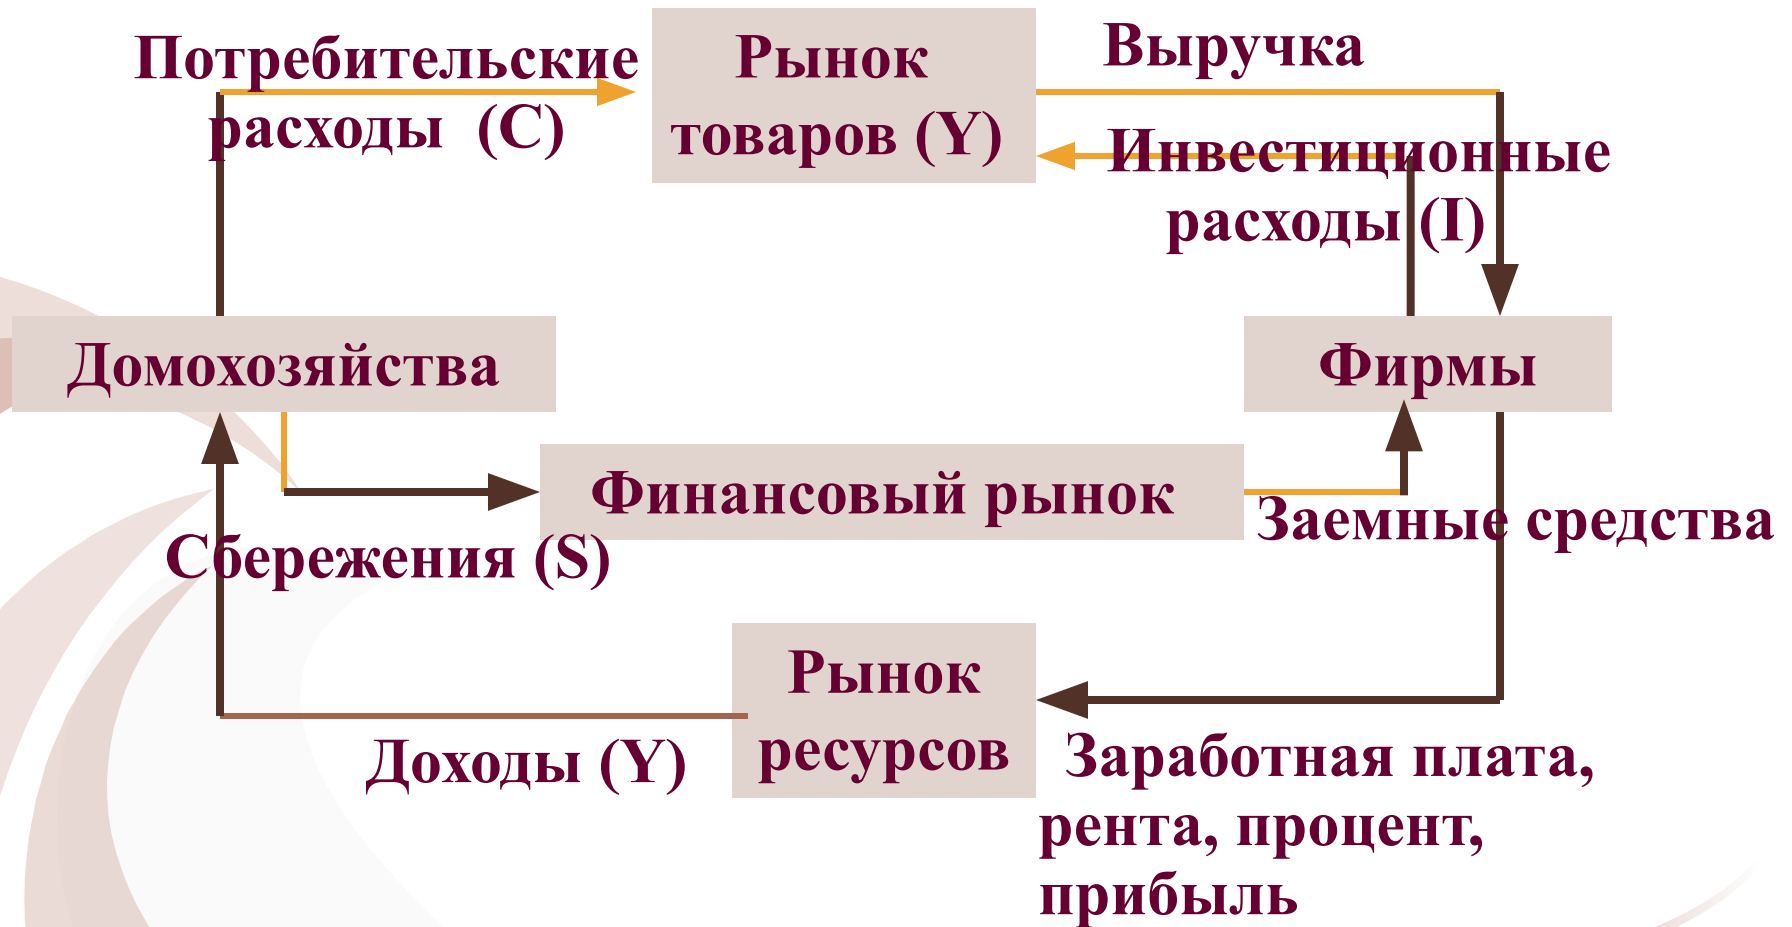 Потребительские
расходы (C)
Рынок
товаров (Y)
Выручка
Инвестиционные
расходы (I)
Домохозяйства
Фирмы
Финансовый рынок
Заемные средства
Сбережения (S)
Рынок
ресурсов
Доходы (Y)
Заработная плата,
рента, процент,
прибыль